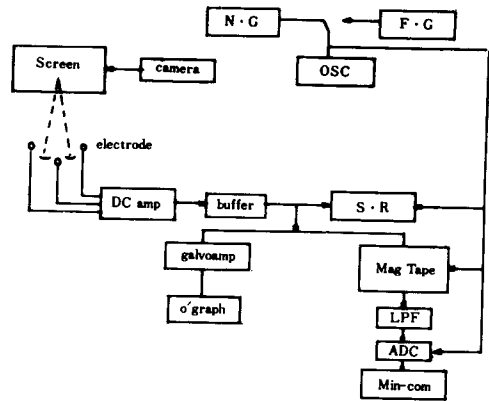 N·G
F·G
OSC
Screen
camera
electrode
DC amp
buffer
S·R
galvoamp
Mag Tape
o'graph
LPF
ADC
Min-com